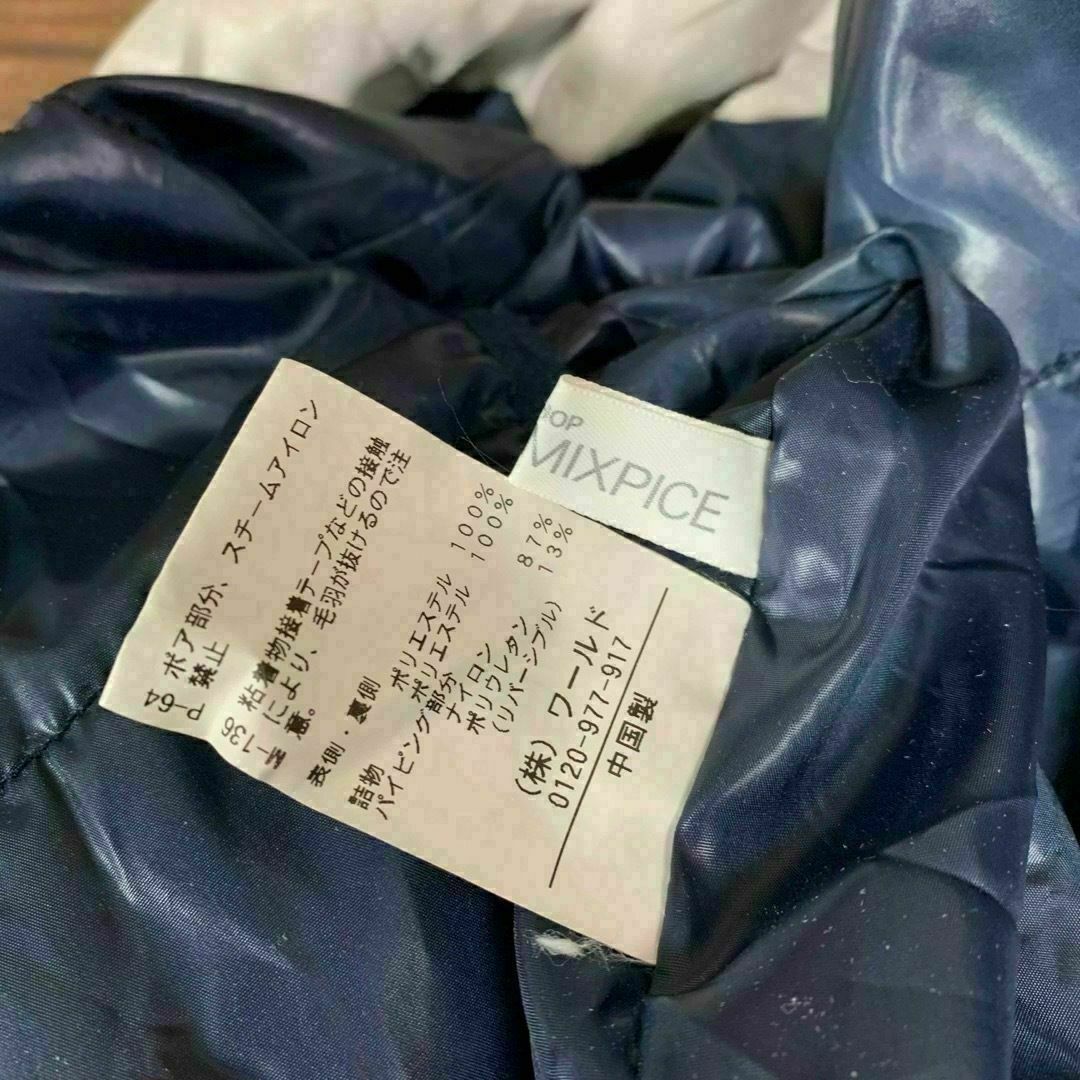 OP
MIXPICE
P-64
ボア部分、スチームアイロン
禁止
M-136
粘着物接着テープなどの接触
により、毛羽が抜けるので注
意。
表側・裏側 ポリエステル 100%
詰物 ポリエステル 100%
パイピング部分
ナイロン 87%
ポリウレタン 13%
(リバーシブル)
(株) ワールド
0120-977-917
中国製